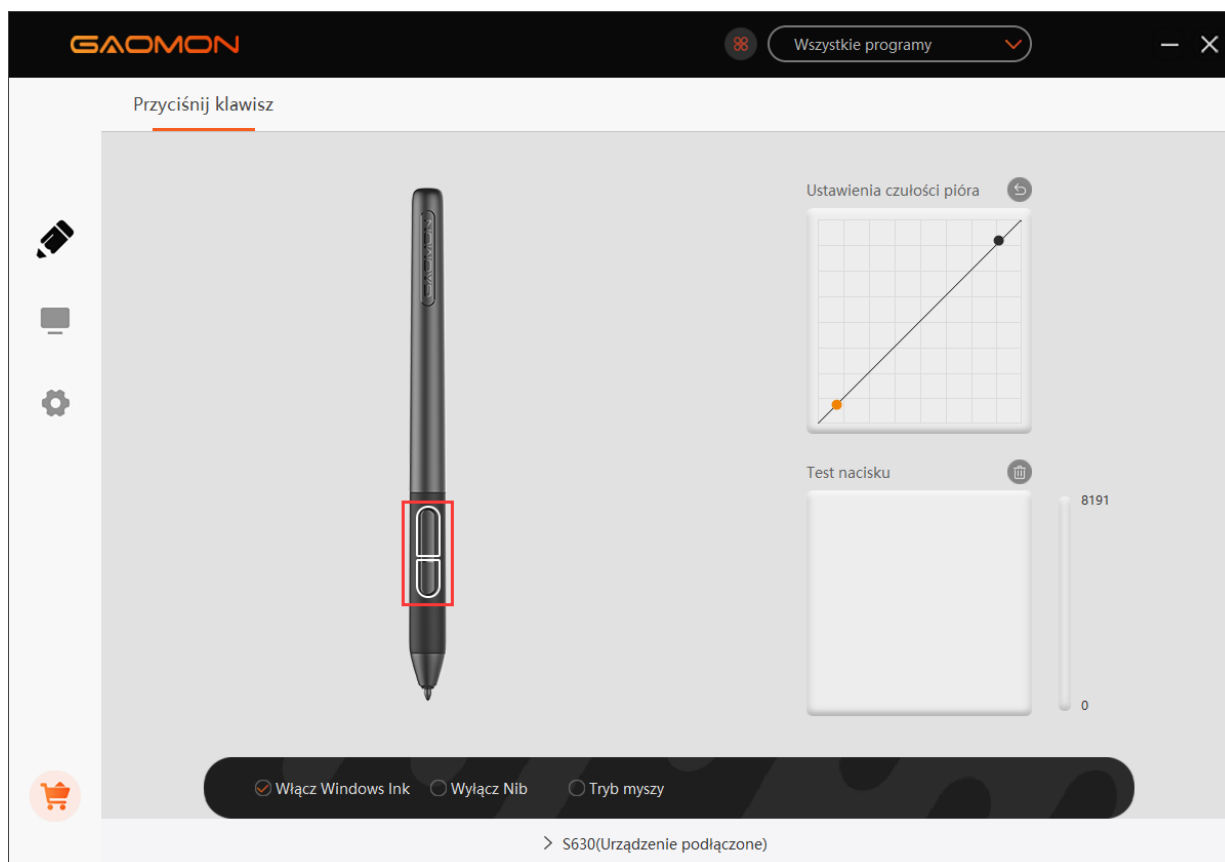 GAOMON
Wszystkie programy
Przyciśnij klawisz
GAOMON
Ustawienia czułości pióra
Test nacisku
8191
0
Włącz Windows Ink
Wyłącz Nib
Tryb myszy
S630(Urządzenie podłączone)